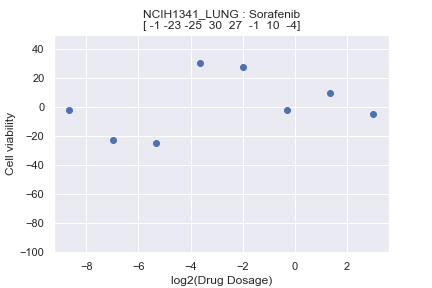 NCIH1341_LUNG : Sorafenib
[ -1 -23 -25  30  27  -1  10  -4]
40
20
0
−20
−40
−60
−80
−100
Cell viability
−8 −6 −4 −2 0 2
log2(Drug Dosage)